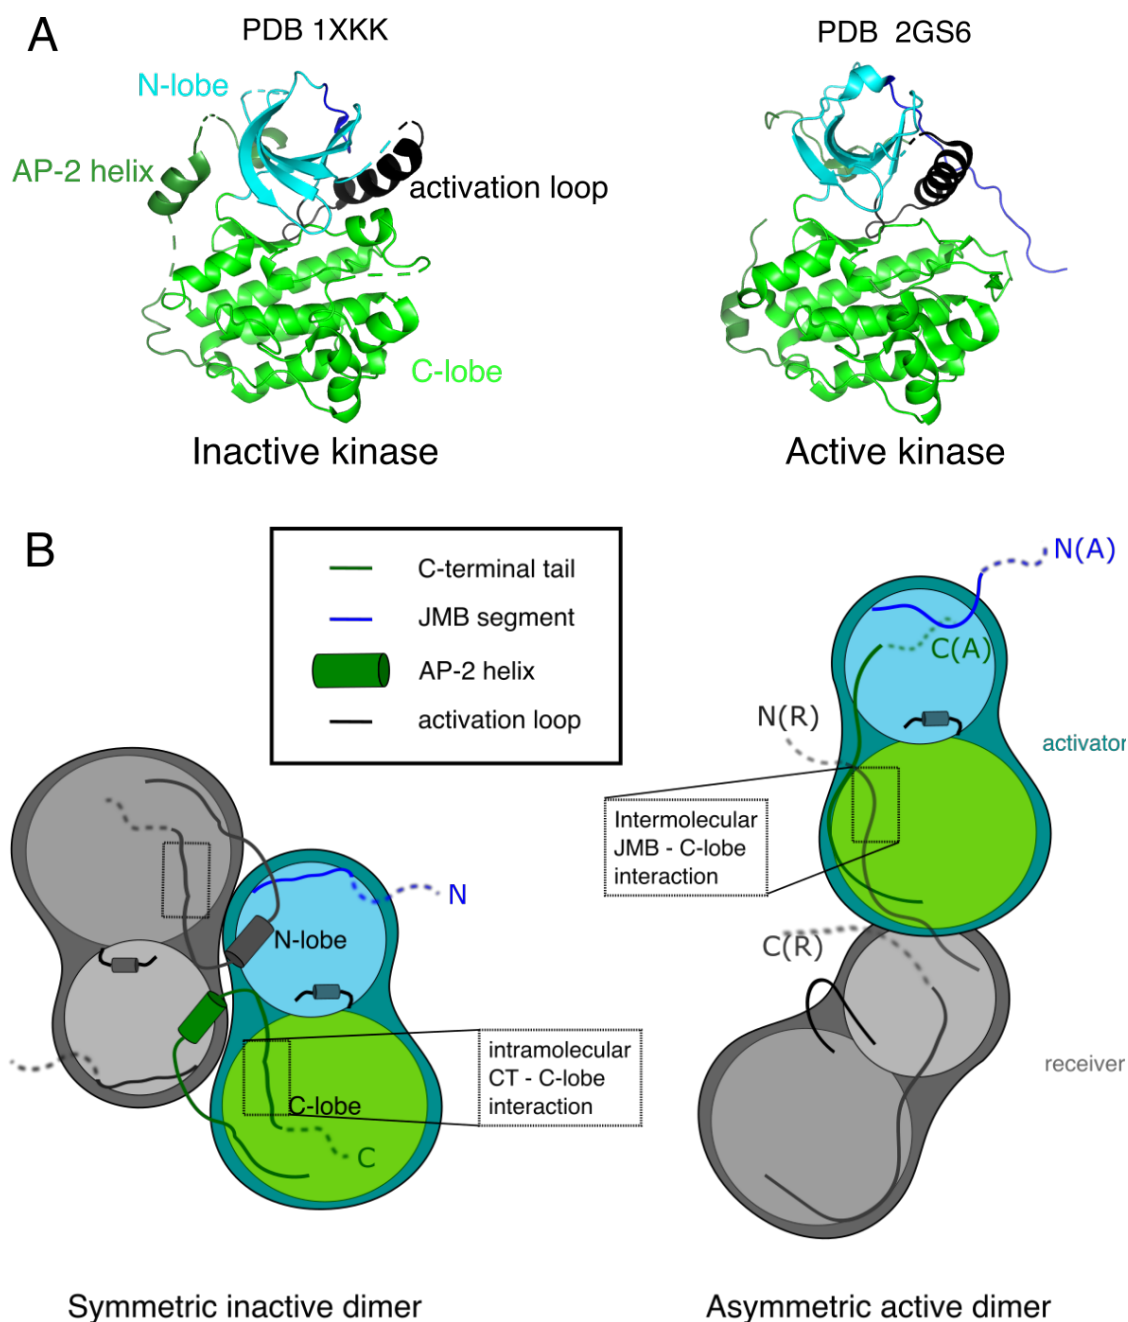 A
PDB 1XKK
PDB 2GS6
N-lobe
AP-2 helix
activation loop
C-lobe
Inactive kinase
Active kinase
B
C-terminal tail
JMB segment
AP-2 helix
activation loop
N(A)
C(A)
N(R)
activator
Intermolecular
JMB - C-lobe
interaction
N
N-lobe
C(R)
intramolecular
CT - C-lobe
interaction
C-lobe
C
receiver
Symmetric inactive dimer
Asymmetric active dimer